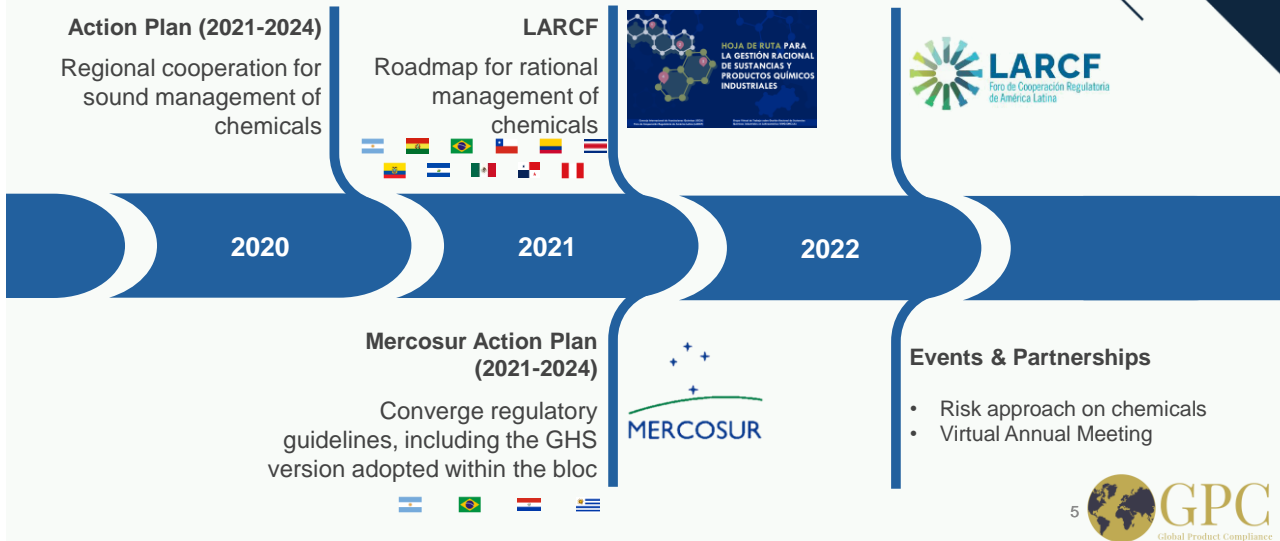 Action Plan (2021-2024)
Regional cooperation for
sound management of
chemicals
LARCF
Roadmap for rational
management of
chemicals
HOJA DE RUTA PARA
LA GESTIÓN RACIONAL
DE SUSTANCIAS Y
PRODUCTOS QUÍMICOS
INDUSTRIALES
LARCF
Foro de Cooperación Regulatoria
de América Latina
2020
2021
2022
Mercosur Action Plan
(2021-2024)
Converge regulatory
guidelines, including the GHS
version adopted within the bloc
MERCOSUR
Events & Partnerships
• Risk approach on chemicals
• Virtual Annual Meeting
5
GPC
Global Product Compliance